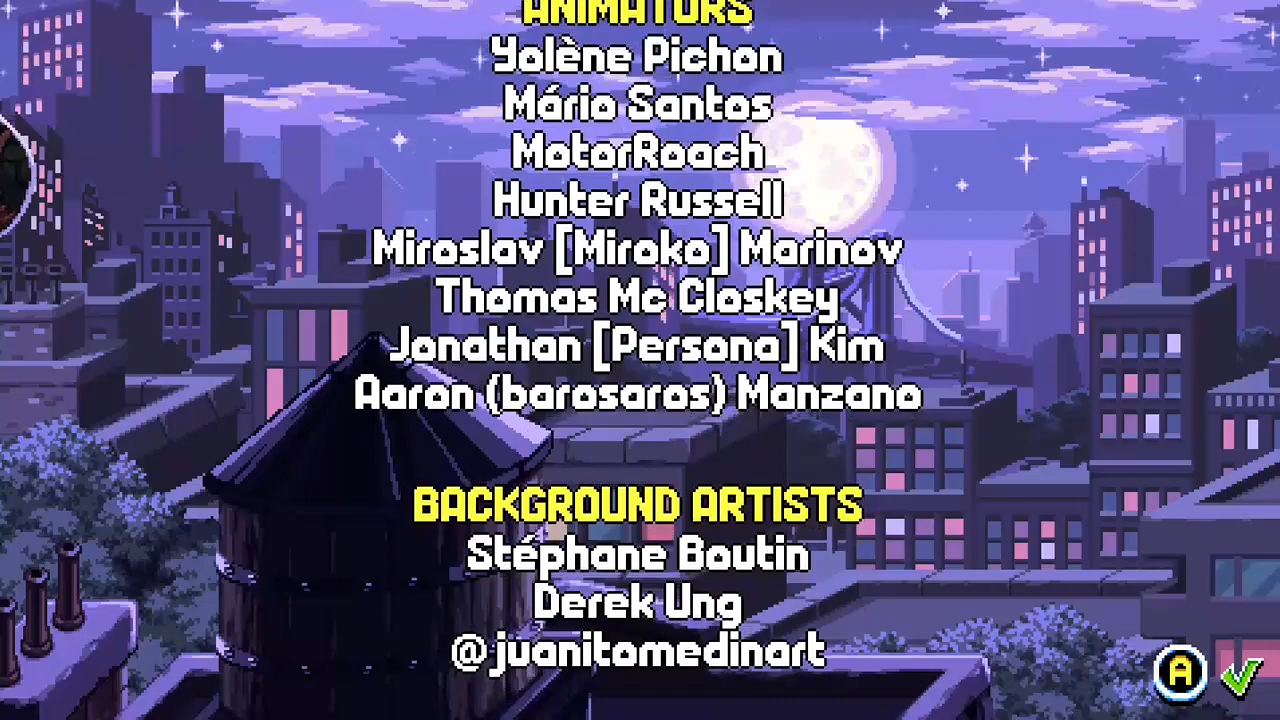 ANIMATORS
Yolène Pichon
Mário Santos
MotorRoach
Hunter Russell
Miroslav [Miroko] Marinov
Thomas Mc Closkey
Jonathan [Persona] Kim
Aaron (barosaros) Manzano
BACKGROUND ARTISTS
Stéphane Boutin
Derek Ung
@juanitomedinart
A